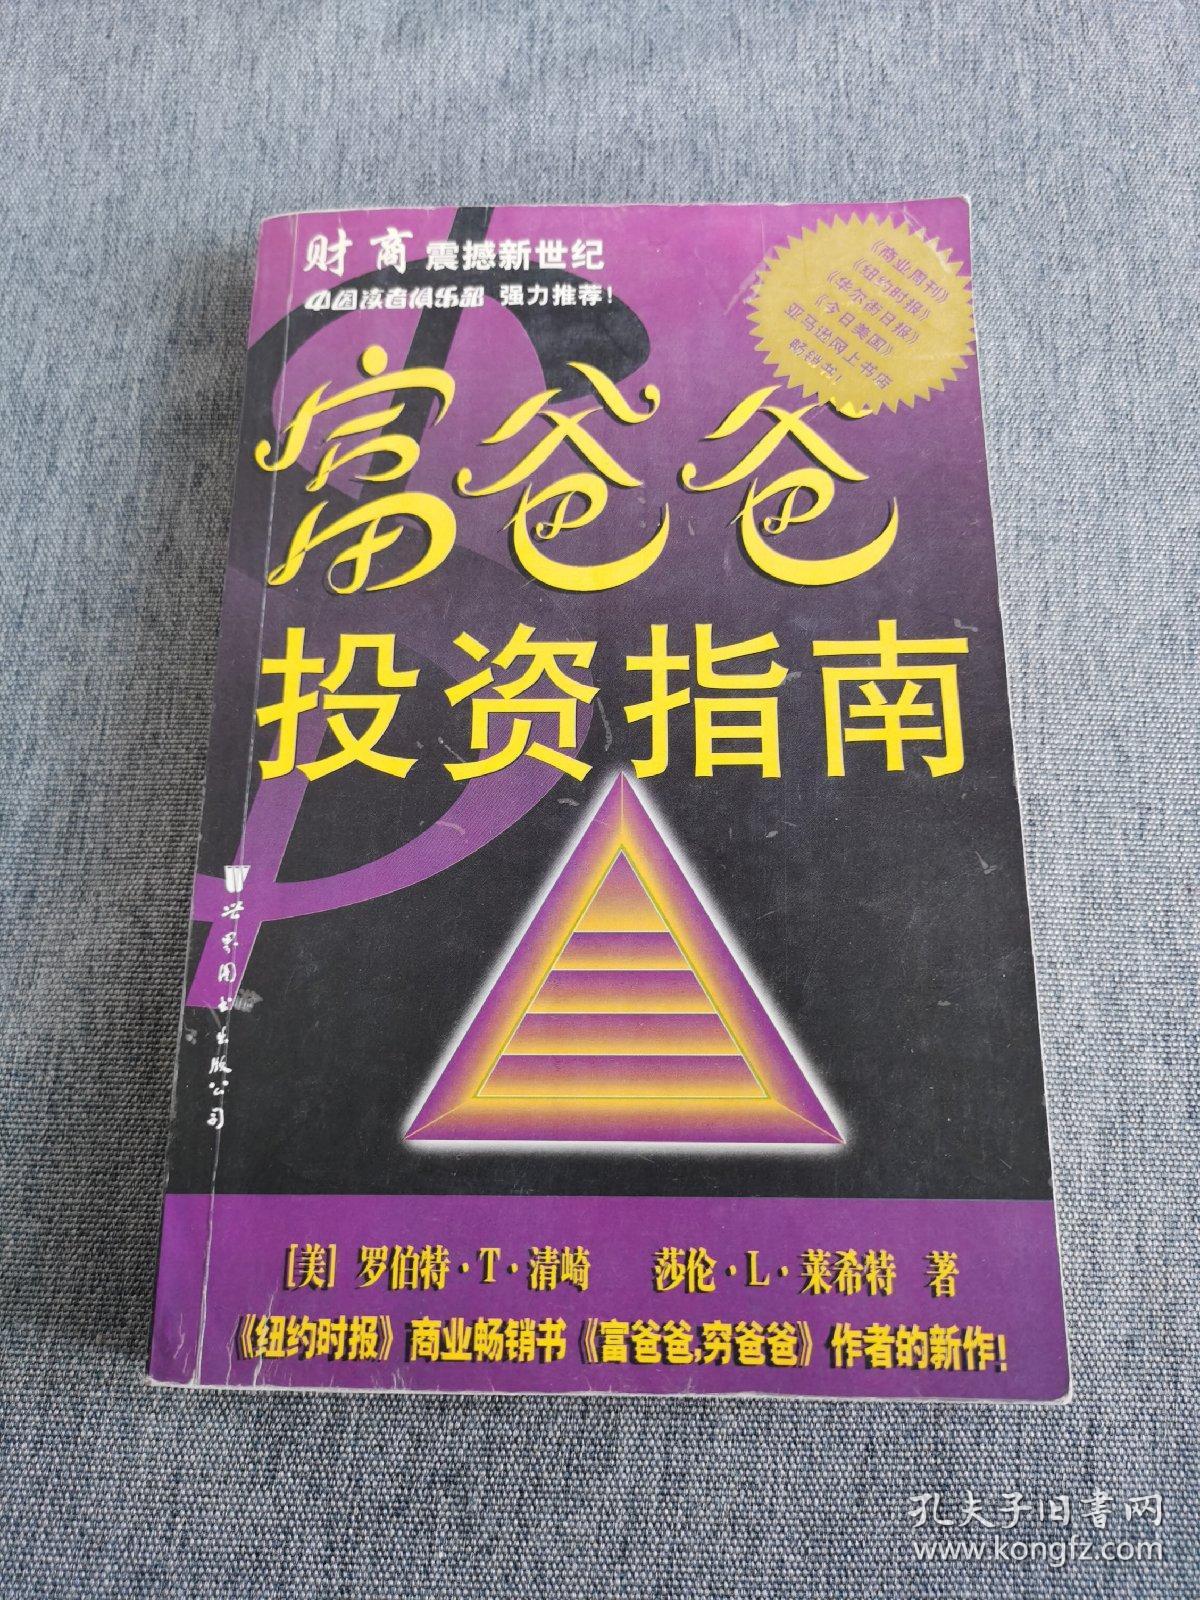 财商 震撼新世纪
中国读者俱乐部 强力推荐！
《商业周刊》
《纽约时报》
《华尔街日报》
《今日美国》
亚马逊网上书店
畅销书！
富爸爸
投资指南
世界图书出版公司
[美] 罗伯特·T·清崎 莎伦·L·莱希特 著
《纽约时报》商业畅销书《富爸爸,穷爸爸》作者的新作！
孔夫子旧书网
www.kongfz.com